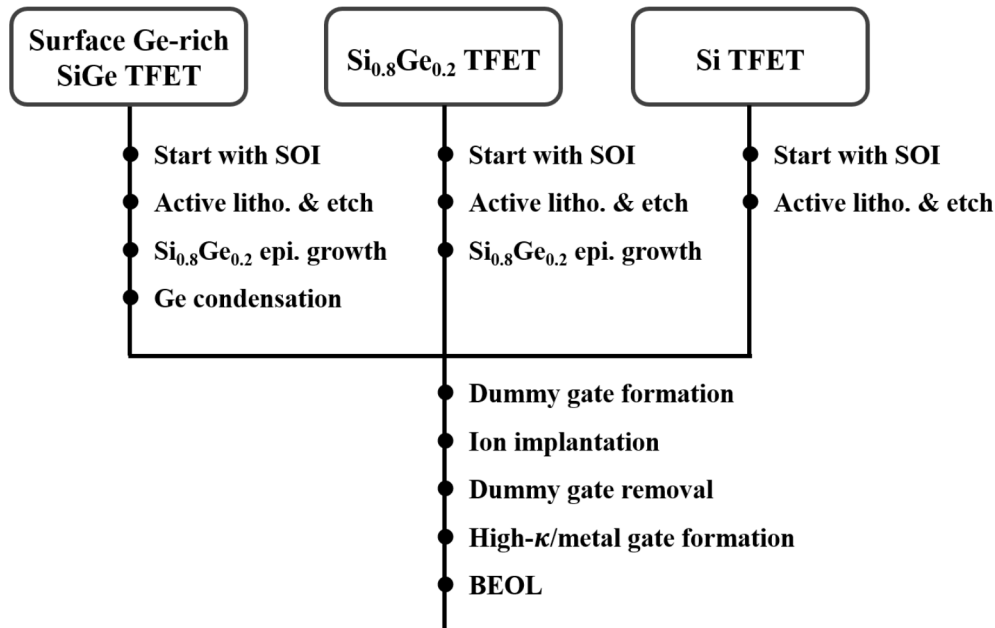 Surface Ge-rich
SiGe TFET
Si₀.₈Ge₀.₂ TFET
Si TFET
Start with SOI
Active litho. & etch
Si₀.₈Ge₀.₂ epi. growth
Ge condensation
Start with SOI
Active litho. & etch
Si₀.₈Ge₀.₂ epi. growth
Start with SOI
Active litho. & etch
Dummy gate formation
Ion implantation
Dummy gate removal
High-κ/metal gate formation
BEOL